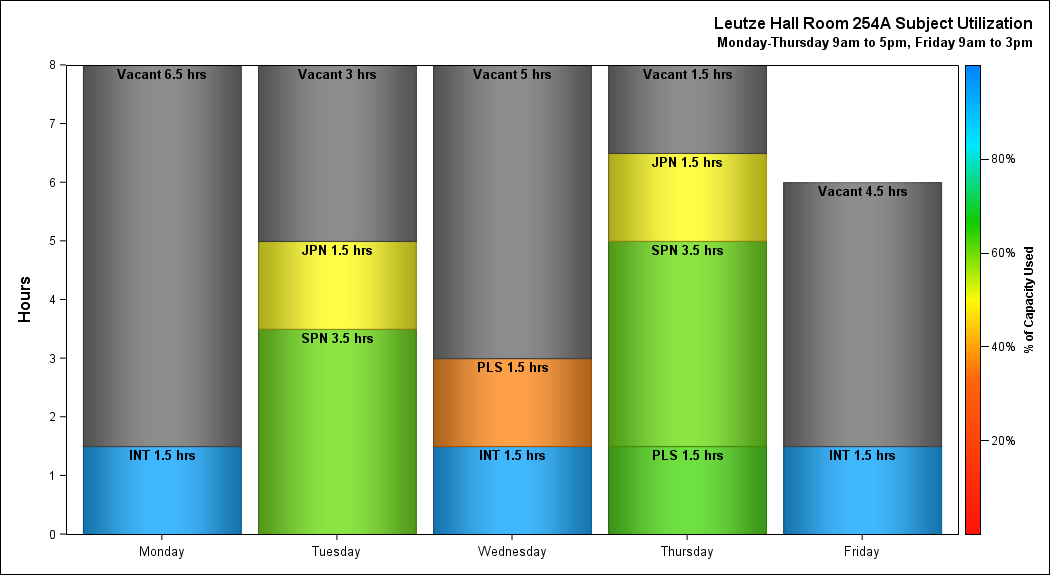 Leutze Hall Room 254A Subject Utilization
Monday-Thursday 9am to 5pm, Friday 9am to 3pm
Hours
8
7
6
5
4
3
2
1
0
Vacant 6.5 hrs
INT 1.5 hrs
Vacant 3 hrs
JPN 1.5 hrs
SPN 3.5 hrs
Vacant 5 hrs
PLS 1.5 hrs
INT 1.5 hrs
Vacant 1.5 hrs
JPN 1.5 hrs
SPN 3.5 hrs
PLS 1.5 hrs
Vacant 4.5 hrs
INT 1.5 hrs
Monday
Tuesday
Wednesday
Thursday
Friday
80%
60%
40%
20%
% of Capacity Used